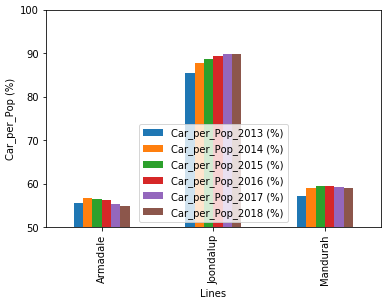 100
90
80
70
60
50
Car_per_Pop (%)
Car_per_Pop_2013 (%)
Car_per_Pop_2014 (%)
Car_per_Pop_2015 (%)
Car_per_Pop_2016 (%)
Car_per_Pop_2017 (%)
Car_per_Pop_2018 (%)
Armadale
Joondalup
Mandurah
Lines